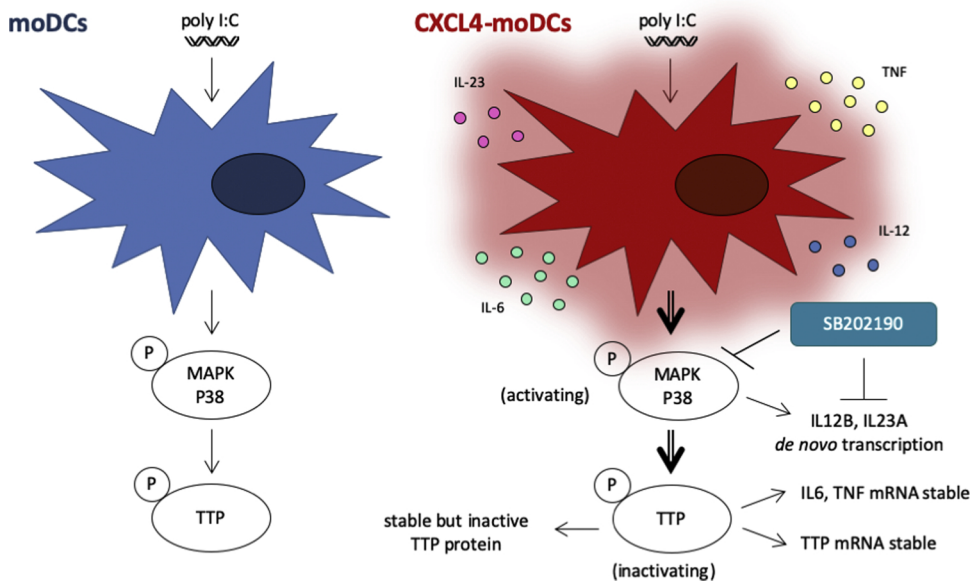 moDCs
poly I:C
P
MAPK
P38
P
TTP
CXCL4-moDCs
poly I:C
IL-23
TNF
IL-12
IL-6
SB202190
P
MAPK
P38
(activating)
IL12B, IL23A
de novo transcription
P
TTP
(inactivating)
IL6, TNF mRNA stable
TTP mRNA stable
stable but inactive
TTP protein